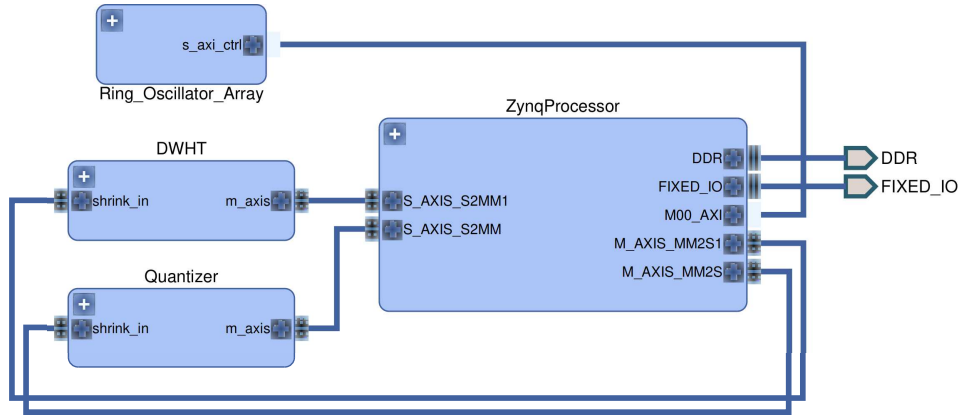 s_axi_ctrl
Ring_Oscillator_Array
ZynqProcessor
DWHT
DDR
DDR
FIXED_IO
FIXED_IO
shrink_in
m_axis
S_AXIS_S2MM1
M00_AXI
S_AXIS_S2MM
M_AXIS_MM2S1
M_AXIS_MM2S
Quantizer
shrink_in
m_axis